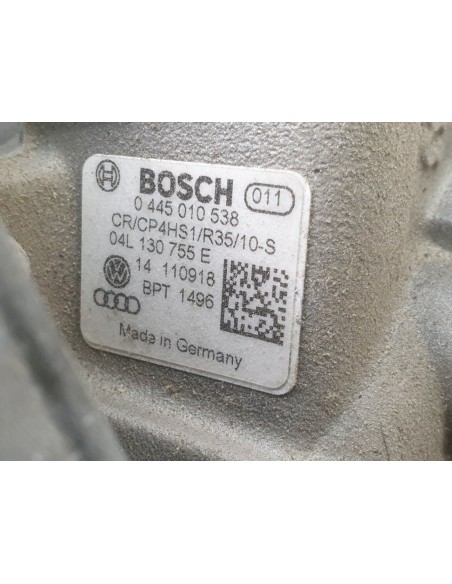 BOSCH 011
0 445 010 538
CR/CP4HS1/R35/10-S
04L 130 755 E
14 110918
BPT 1496
Made in Germany